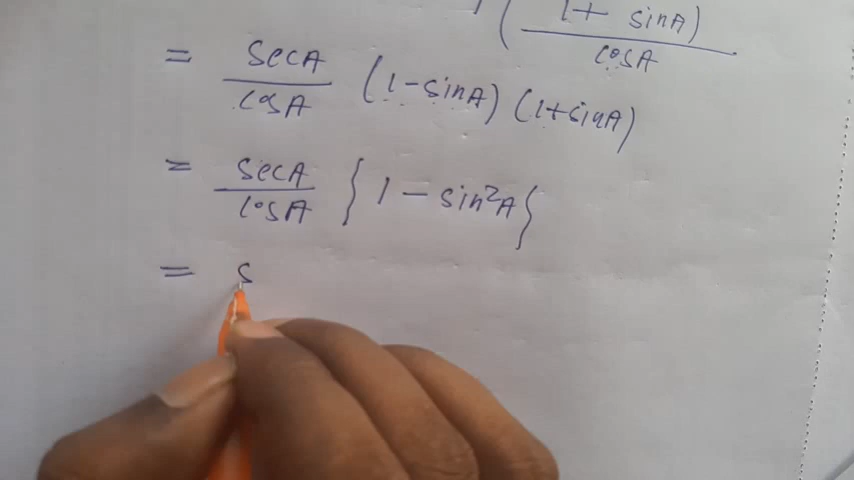 (1 + sinA) / cosA
= secA / cosA (1 - sinA) (1 + sinA)
= secA / cosA { 1 - sin²A }
= s